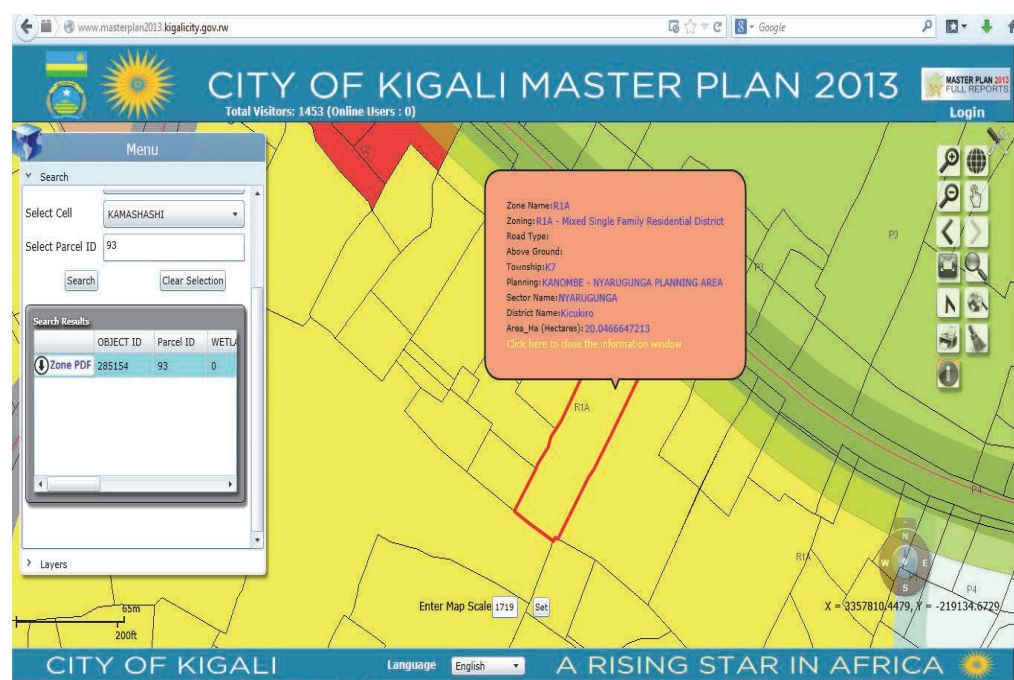 www.masterplan2013.kigalicity.gov.rw
Google
CITY OF KIGALI MASTER PLAN 2013
Total Visitors: 1453 (Online Users : 0)
MASTER PLAN 2013
FULL REPORTS
Login
Menu
Search
Select Cell
KAMASHASHI
Select Parcel ID
93
Search
Clear Selection
Search Results
OBJECT ID
Parcel ID
WETLA
Zone PDF
285154
93
0
Layers
Zone Name:R1A
Zoning:R1A - Mixed Single Family Residential District
Road Type:
Above Ground:
Township:K7
Planning:KANOMBE - NYARUGUNGA PLANNING AREA
Sector Name:NYARUGUNGA
District Name:Kicukiro
Area_Ha (Hectares):20.0466647213
Click here to close the information window
P3
P3
R1A
P4
R1A
N
W
E
S
P4
65m
200ft
Enter Map Scale
1719
Set
X = 3357810.4479, Y = -219134.6729
CITY OF KIGALI
Language
English
A RISING STAR IN AFRICA